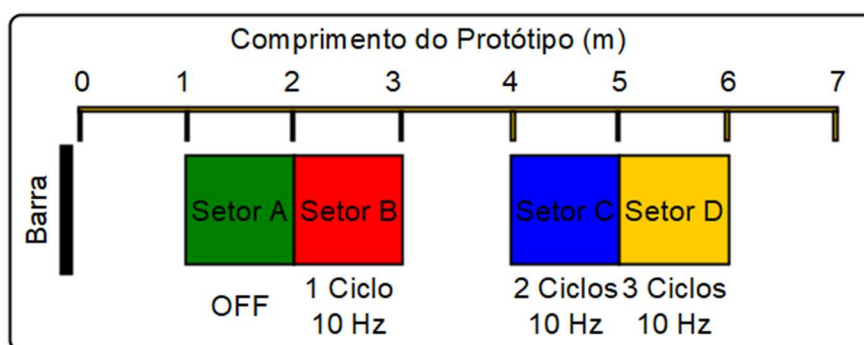 Comprimento do Protótipo (m)
0 1 2 3 4 5 6 7
Barra
Setor A Setor B Setor C Setor D
OFF 1 Ciclo 2 Ciclos 3 Ciclos
10 Hz 10 Hz 10 Hz